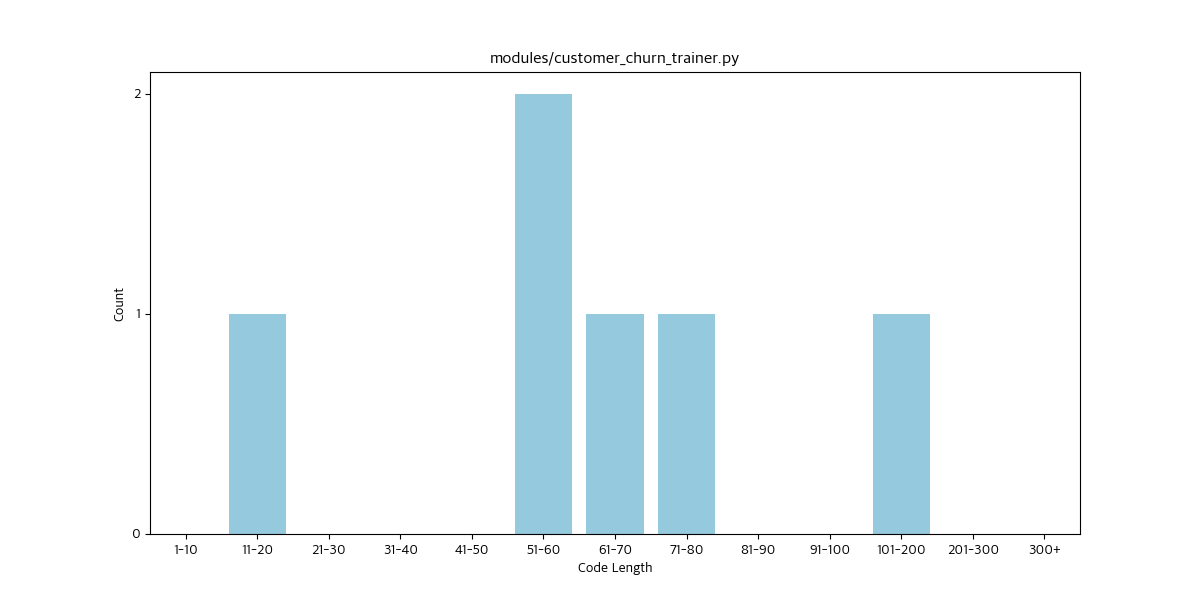 modules/customer_churn_trainer.py
Count
2
1
0
1-10 11-20 21-30 31-40 41-50 51-60 61-70 71-80 81-90 91-100 101-200 201-300 300+
Code Length